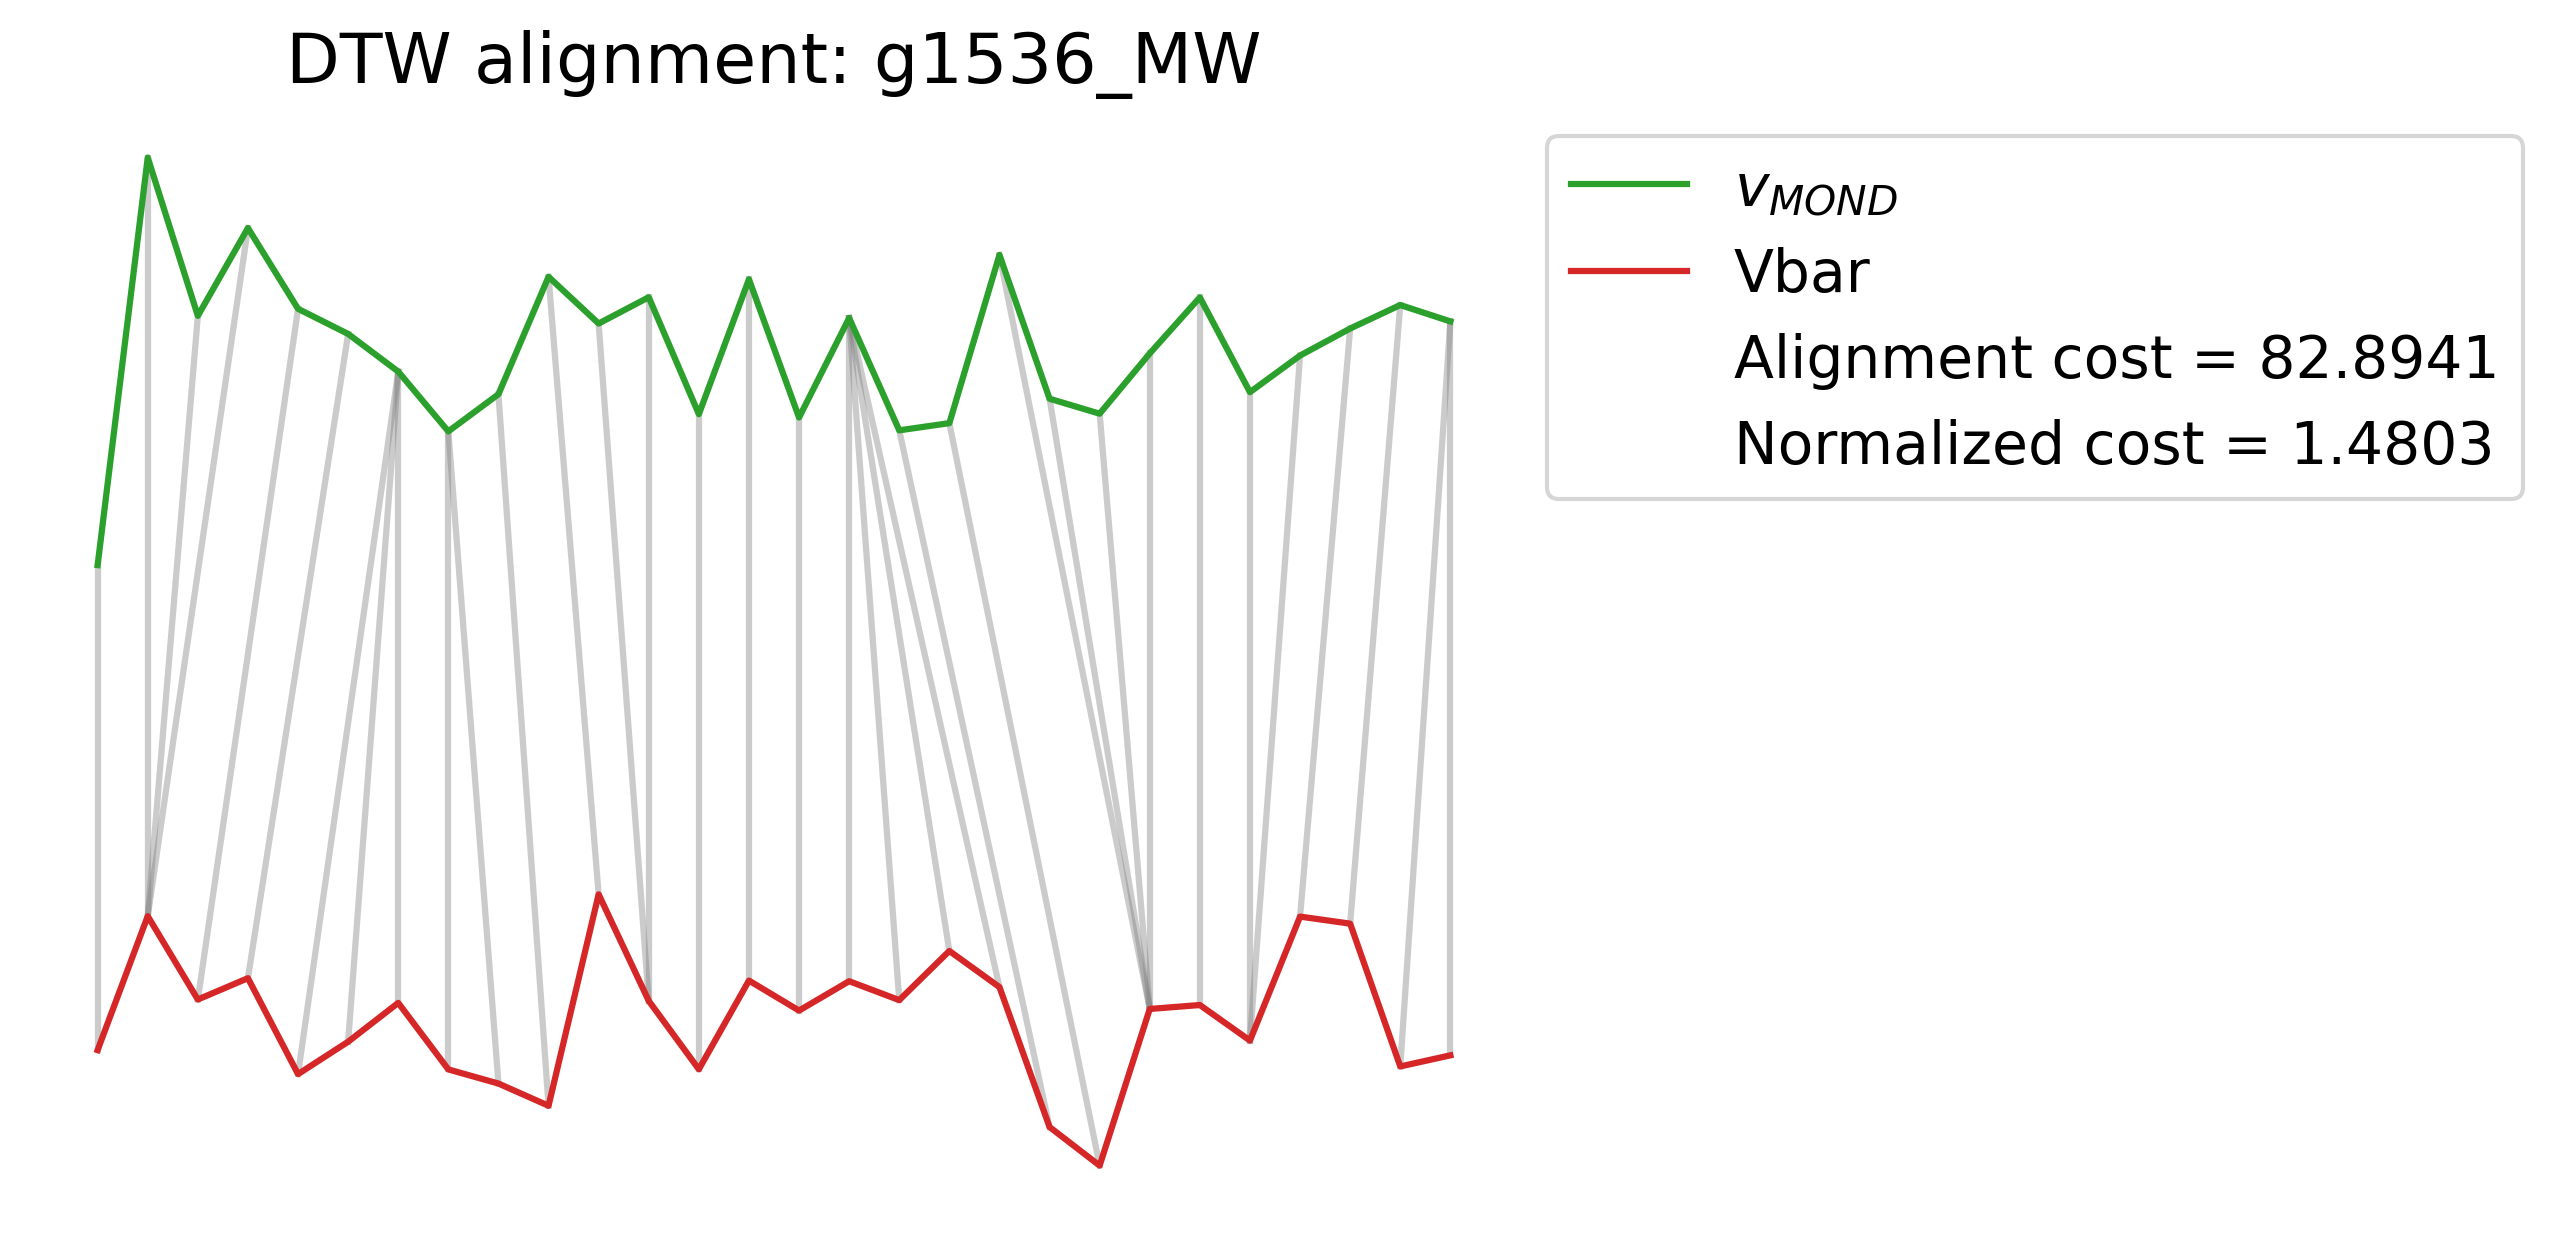 DTW alignment: g1536_MW
v_MOND
Vbar
Alignment cost = 82.8941
Normalized cost = 1.4803